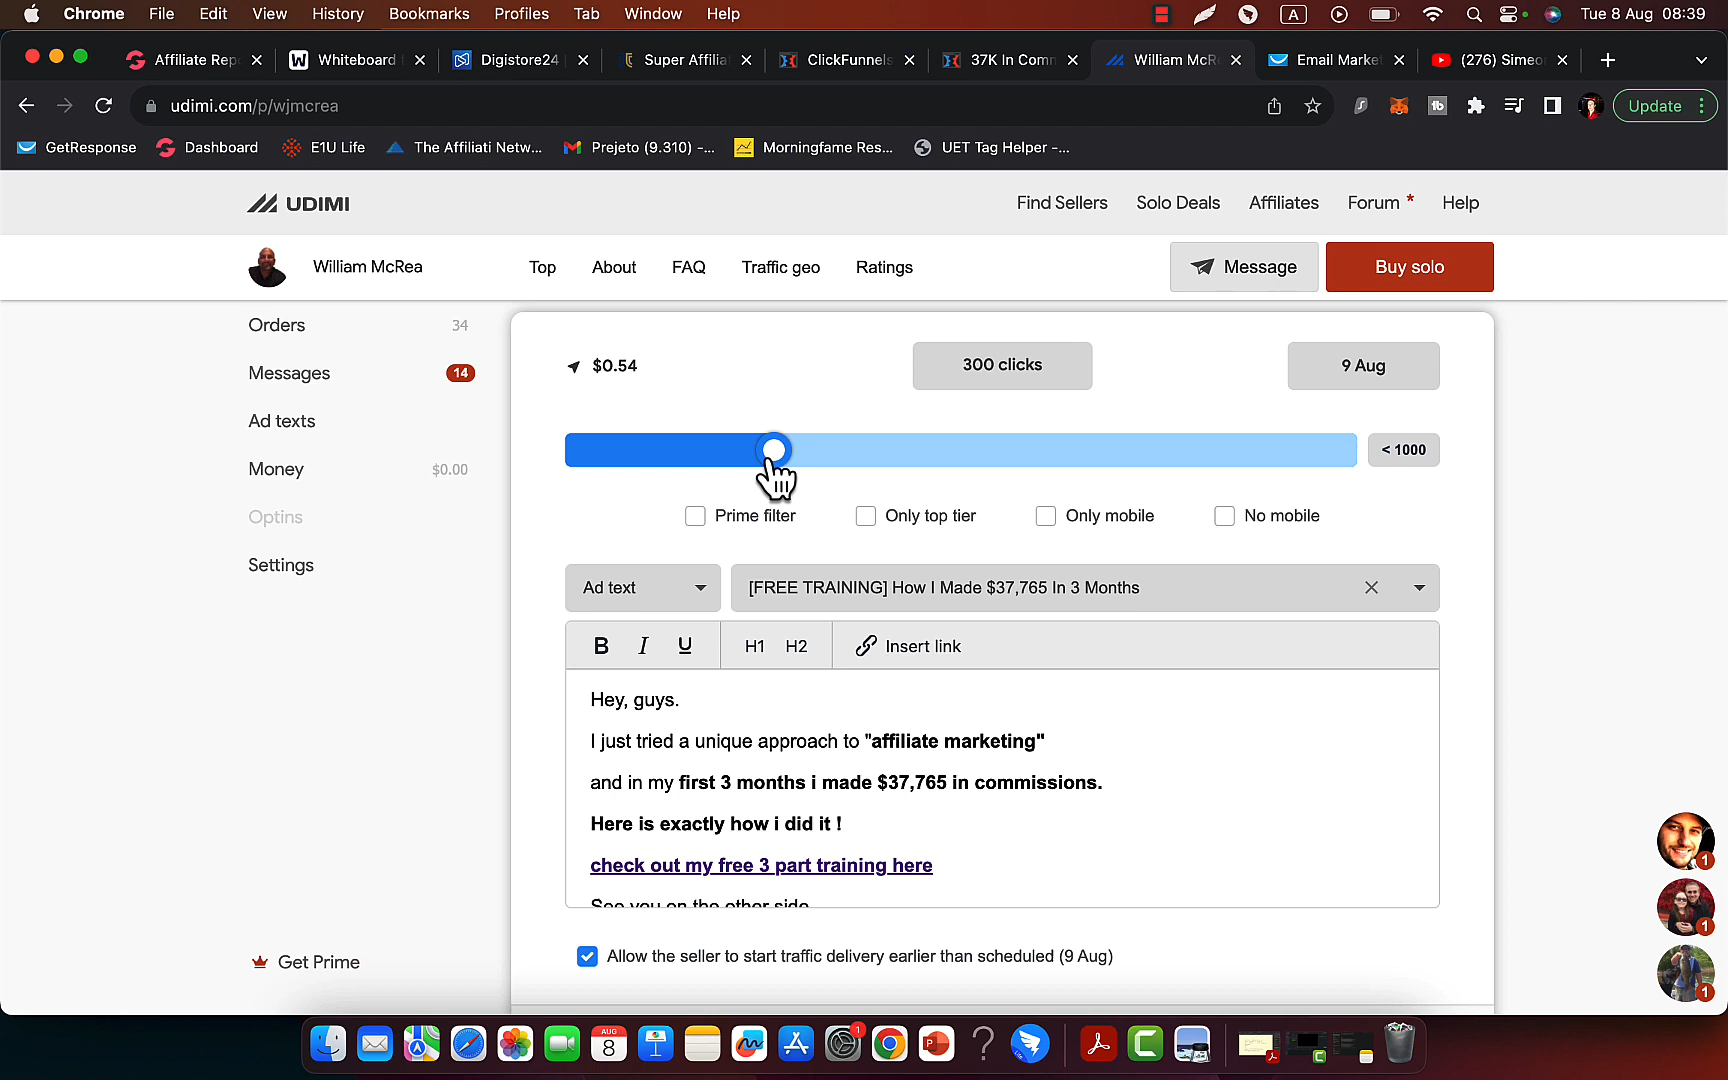 Chrome File Edit View History Bookmarks Profiles Tab Window Help A Tue 8 Aug 08:39
Affiliate Rep Whiteboard Digistore24 Super Affilia ClickFunnels 37K In Com William McR Email Marke (276) Simeo
udimi.com/p/wjmcrea tb Update
GetResponse Dashboard E1U Life The Affiliati Netw... Prejeto (9.310) -... Morningfame Res... UET Tag Helper -...
UDIMI Find Sellers Solo Deals Affiliates Forum * Help
William McRea Top About FAQ Traffic geo Ratings Message Buy solo
Orders 34
Messages 14
Ad texts
Money $0.00
Optins
Settings
Get Prime
$0.54 300 clicks 9 Aug
< 1000
Prime filter Only top tier Only mobile No mobile
Ad text [FREE TRAINING] How I Made $37,765 In 3 Months
B I U H1 H2 Insert link
Hey, guys.
I just tried a unique approach to "affiliate marketing"
and in my first 3 months i made $37,765 in commissions.
Here is exactly how i did it !
check out my free 3 part training here
See you on the other side
Allow the seller to start traffic delivery earlier than scheduled (9 Aug)
1
1
1
AUG
8
1